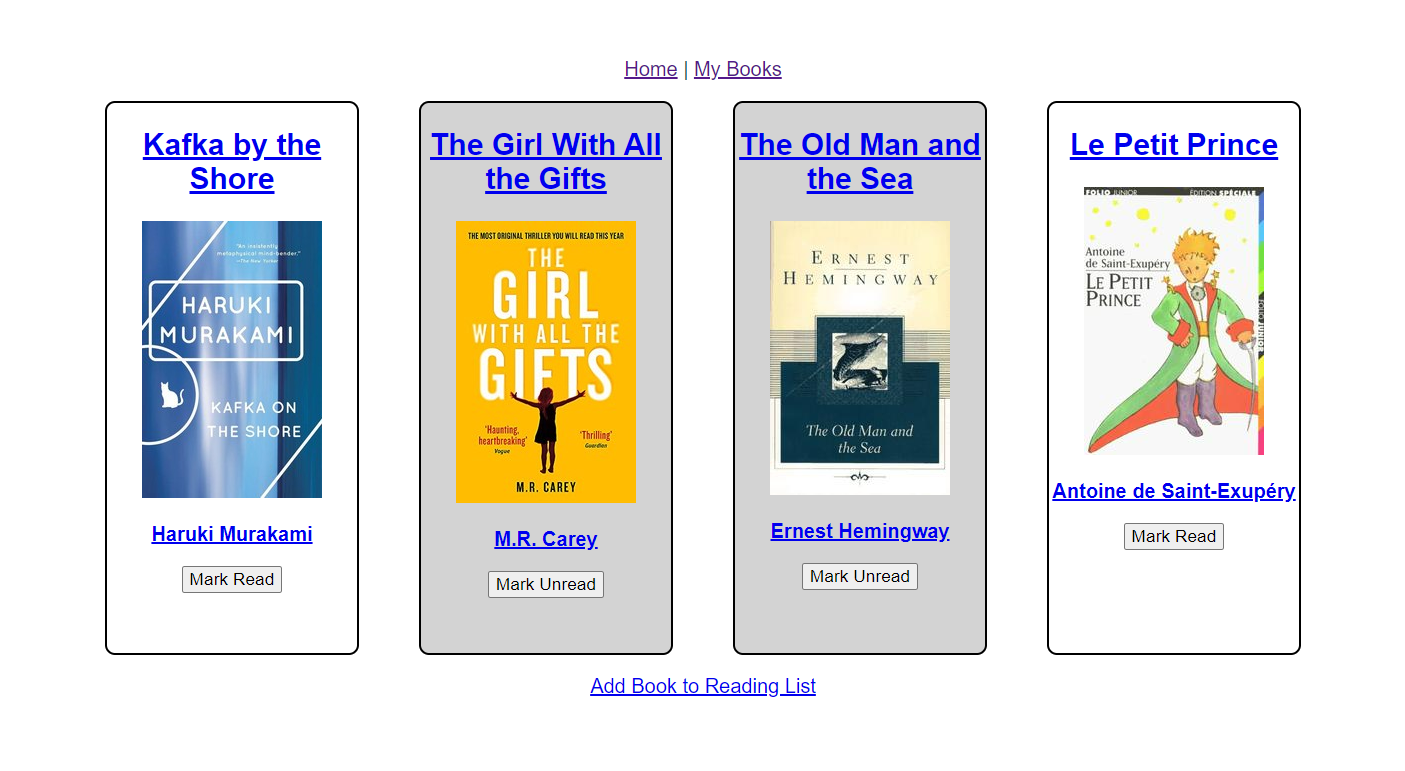 Home | My Books
Kafka by the
Shore
"An insistently
metaphysical mind-bender."
—The New Yorker
HARUKI
MURAKAMI
KAFKA ON
THE SHORE
Haruki Murakami
Mark Read
The Girl With All
the Gifts
THE MOST ORIGINAL THRILLER YOU WILL READ THIS YEAR
THE
GIRL
WITH ALL THE
GIFTS
'Haunting,
heartbreaking'
Vogue
'Thrilling'
Guardian
M.R. CAREY
M.R. Carey
Mark Unread
The Old Man and
the Sea
ERNEST
HEMINGWAY
The Old Man and
the Sea
Ernest Hemingway
Mark Unread
Le Petit Prince
FOLIO JUNIOR
ÉDITION SPÉCIALE
Antoine
de Saint-Exupéry
LE PETIT
PRINCE
FOLIO JUNIOR
Antoine de Saint-Exupéry
Mark Read
Add Book to Reading List